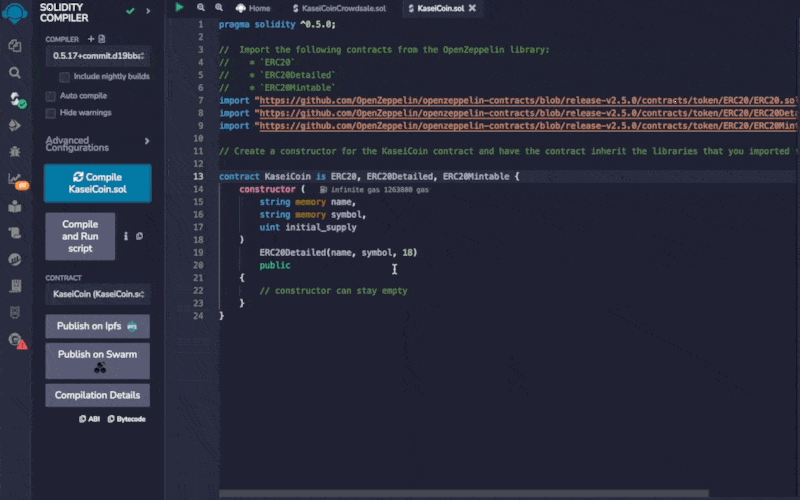 SOLIDITY
COMPILER
COMPILER
0.5.17+commit.d19bba
Include nightly builds
Auto compile
Hide warnings
Advanced
Configurations
Compile
KaseiCoin.sol
Compile
and Run
script
CONTRACT
KaseiCoin (KaseiCoin.so
Publish on Ipfs
Publish on Swarm
Compilation Details
ABI Bytecode
Home KaseiCoinCrowdsale.sol KaseiCoin.sol
1 pragma solidity ^0.5.0;
2
3 //  Import the following contracts from the OpenZeppelin library:
4 //    * `ERC20`
5 //    * `ERC20Detailed`
6 //    * `ERC20Mintable`
7 import "https://github.com/OpenZeppelin/openzeppelin-contracts/blob/release-v2.5.0/contracts/token/ERC20/ERC20.sol
8 import "https://github.com/OpenZeppelin/openzeppelin-contracts/blob/release-v2.5.0/contracts/token/ERC20/ERC20Deta
9 import "https://github.com/OpenZeppelin/openzeppelin-contracts/blob/release-v2.5.0/contracts/token/ERC20/ERC20Mint
10
11 // Create a constructor for the KaseiCoin contract and have the contract inherit the libraries that you imported
12
13 contract KaseiCoin is ERC20, ERC20Detailed, ERC20Mintable {
14 constructor ( infinite gas 1263800 gas
15 string memory name,
16 string memory symbol,
17 uint initial_supply
18 )
19 ERC20Detailed(name, symbol, 18)
20 public
21 {
22 // constructor can stay empty
23 }
24 }